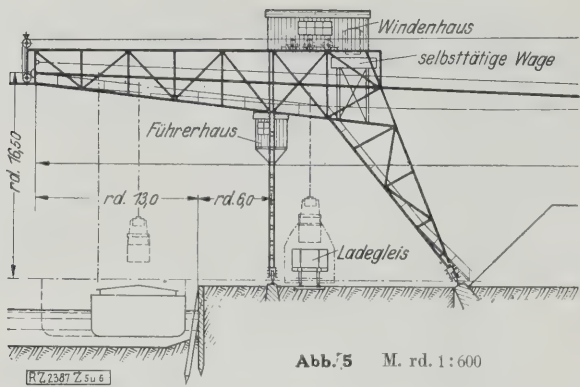 Windenhaus
selbsttätige Wage
Führerhaus
rd. 16,50
rd. 13,0
rd. 6,0
Ladegleis
Abb. 5 M. rd. 1:600
RZ 2387 Z 5 u 6